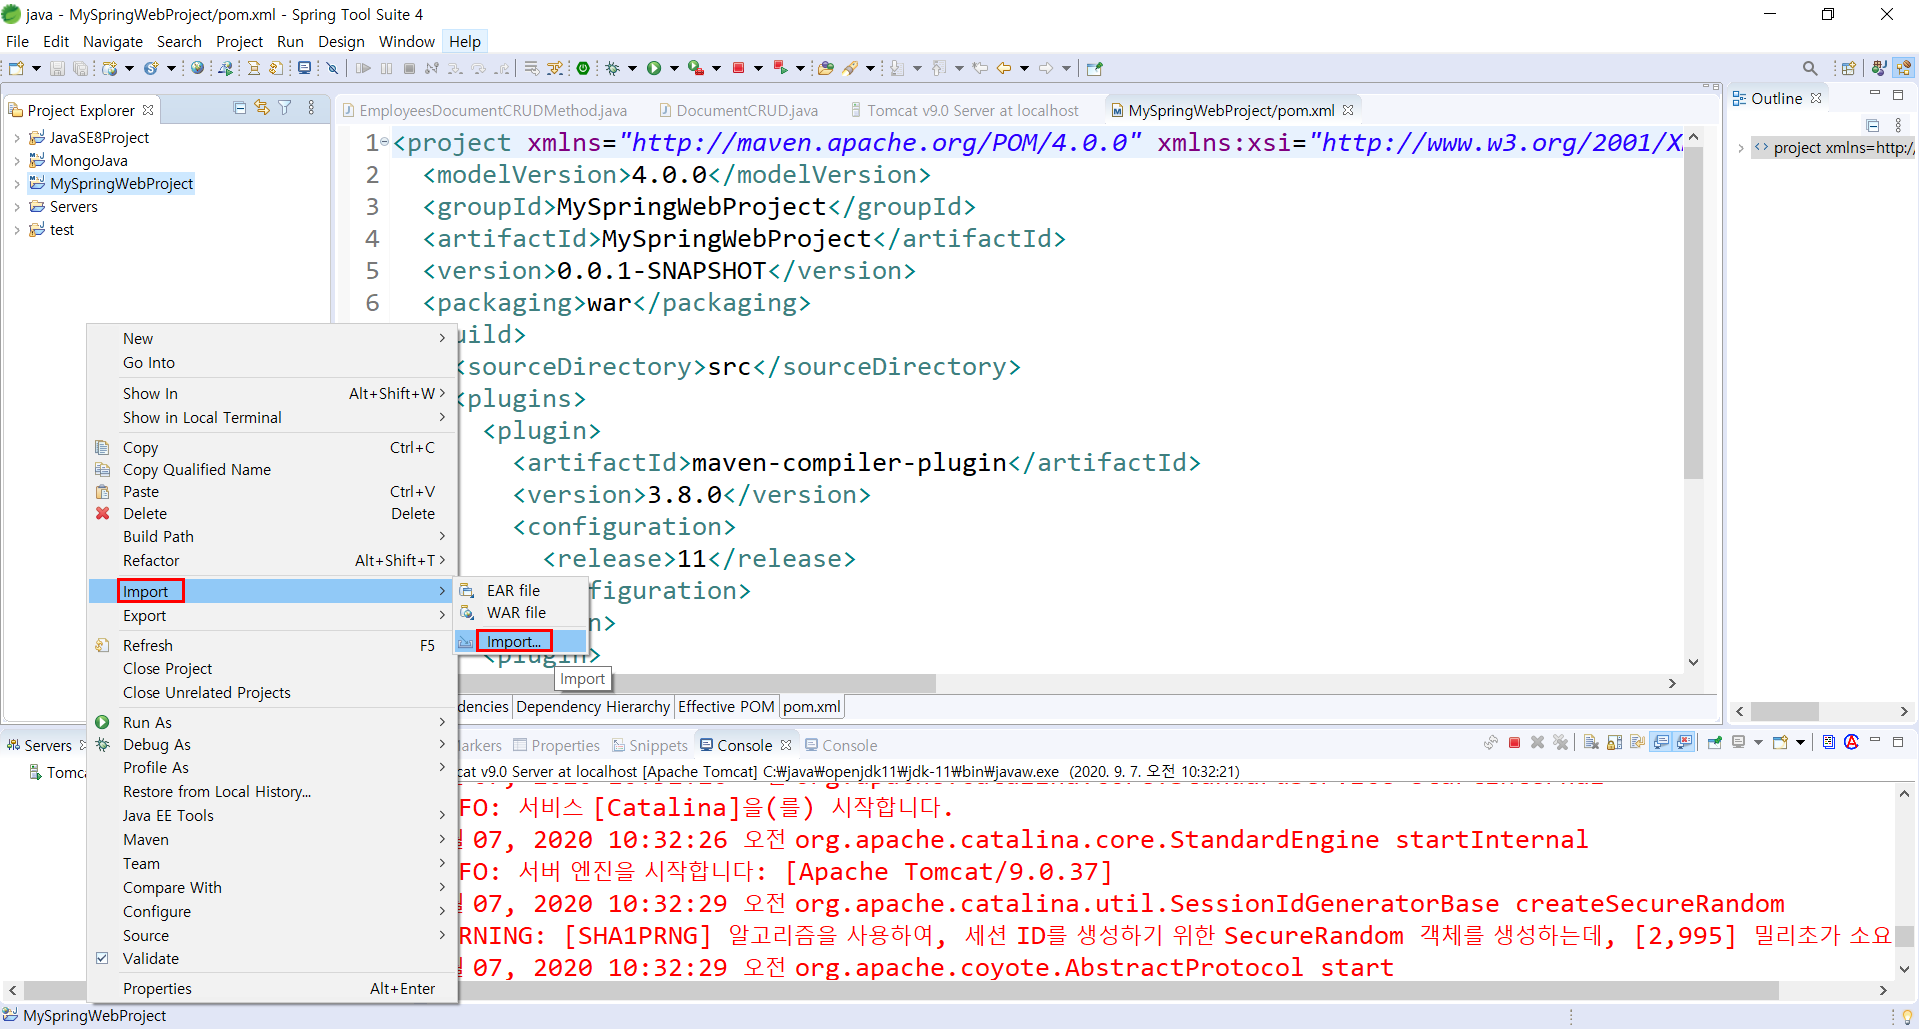 java - MySpringWebProject/pom.xml - Spring Tool Suite 4
File Edit Navigate Search Project Run Design Window Help
Project Explorer
JavaSE8Project
MongoJava
MySpringWebProject
Servers
test
EmployeesDocumentCRUDMethod.java DocumentCRUD.java Tomcat v9.0 Server at localhost MySpringWebProject/pom.xml
1 <project xmlns="http://maven.apache.org/POM/4.0.0" xmlns:xsi="http://www.w3.org/2001/X
2 <modelVersion>4.0.0</modelVersion>
3 <groupId>MySpringWebProject</groupId>
4 <artifactId>MySpringWebProject</artifactId>
5 <version>0.0.1-SNAPSHOT</version>
6 <packaging>war</packaging>
uild>
<sourceDirectory>src</sourceDirectory>
<plugins>
<plugin>
<artifactId>maven-compiler-plugin</artifactId>
<version>3.8.0</version>
<configuration>
<release>11</release>
figuration>
n>
<plugin>
Outline
project xmlns=http:/
New
Go Into
Show In Alt+Shift+W
Show in Local Terminal
Copy Ctrl+C
Copy Qualified Name
Paste Ctrl+V
Delete Delete
Build Path
Refactor Alt+Shift+T
Import
Export
Refresh F5
Close Project
Close Unrelated Projects
Run As
Debug As
Profile As
Restore from Local History...
Java EE Tools
Maven
Team
Compare With
Configure
Source
Validate
Properties Alt+Enter
EAR file
WAR file
Import...
Import
dencies Dependency Hierarchy Effective POM pom.xml
Servers
Tomc
larkers Properties Snippets Console Console
cat v9.0 Server at localhost [Apache Tomcat] C:₩java₩openjdk11₩jdk-11₩bin₩javaw.exe (2020. 9. 7. 오전 10:32:21)
FO: 서비스 [Catalina]을(를) 시작합니다.
07, 2020 10:32:26 오전 org.apache.catalina.core.StandardEngine startInternal
FO: 서버 엔진을 시작합니다: [Apache Tomcat/9.0.37]
07, 2020 10:32:29 오전 org.apache.catalina.util.SessionIdGeneratorBase createSecureRandom
RNING: [SHA1PRNG] 알고리즘을 사용하여, 세션 ID를 생성하기 위한 SecureRandom 객체를 생성하는데, [2,995] 밀리초가 소요
07, 2020 10:32:29 오전 org.apache.coyote.AbstractProtocol start
MySpringWebProject